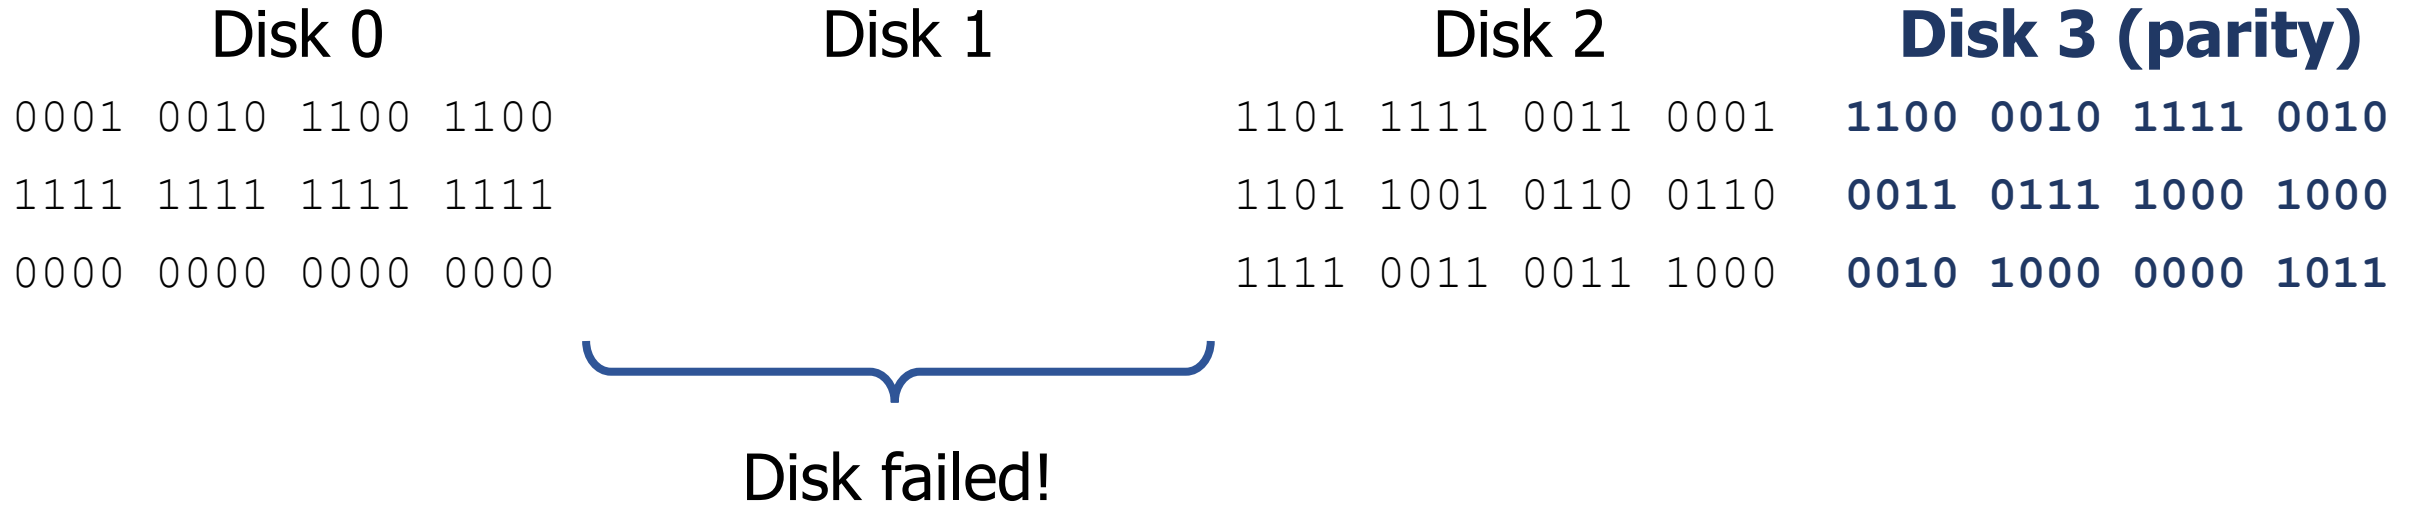 Disk 0 Disk 1 Disk 2 Disk 3 (parity)
0001 0010 1100 1100 1101 1111 0011 0001 1100 0010 1111 0010
1111 1111 1111 1111 1101 1001 0110 0110 0011 0111 1000 1000
0000 0000 0000 0000 1111 0011 0011 1000 0010 1000 0000 1011
Disk failed!